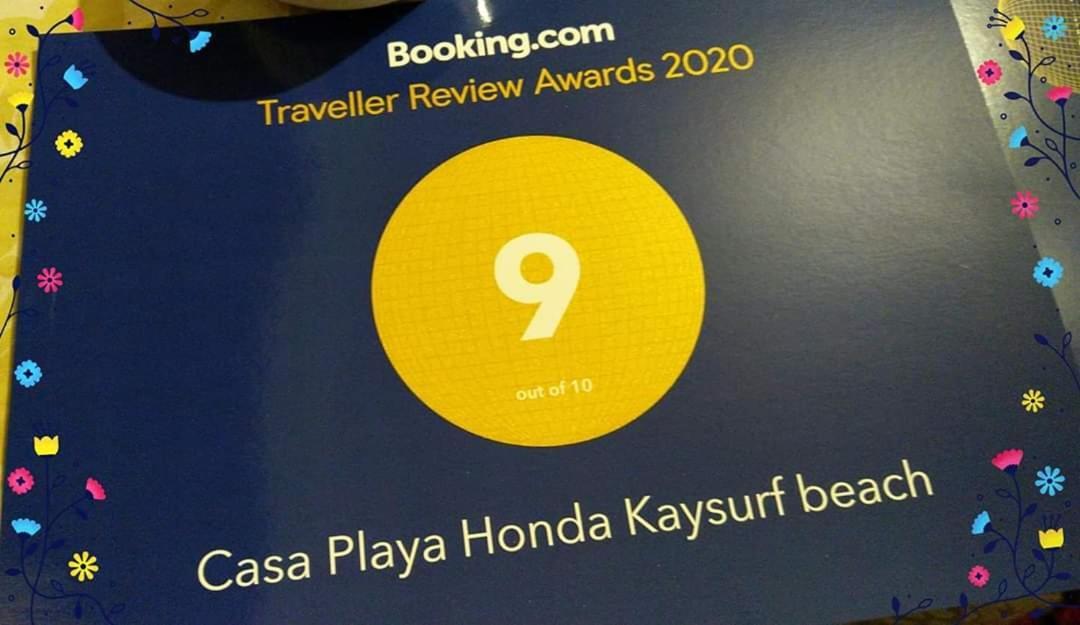 Booking.com
Traveller Review Awards 2020
9
out of 10
Casa Playa Honda Kaysurf beach